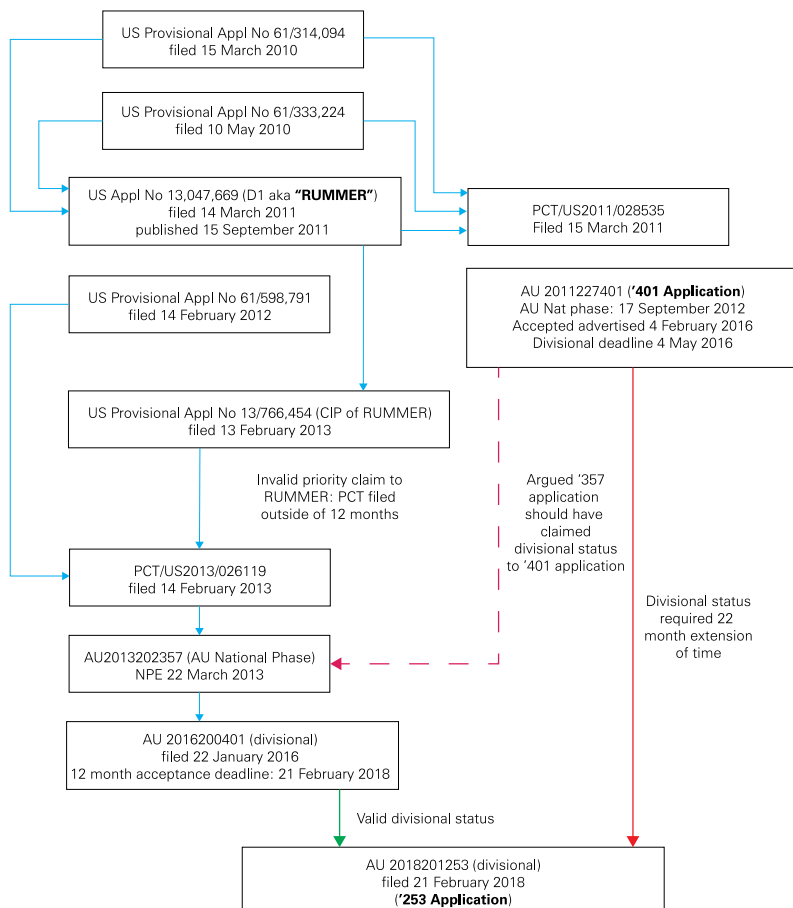 US Provisional Appl No 61/314,094
filed 15 March 2010
US Provisional Appl No 61/333,224
filed 10 May 2010
US Appl No 13,047,669 (D1 aka “RUMMER”)
filed 14 March 2011
published 15 September 2011
PCT/US2011/028535
Filed 15 March 2011
US Provisional Appl No 61/598,791
filed 14 February 2012
AU 2011227401 (’401 Application)
AU Nat phase: 17 September 2012
Accepted advertised 4 February 2016
Divisional deadline 4 May 2016
US Provisional Appl No 13/766,454 (CIP of RUMMER)
filed 13 February 2013
Invalid priority claim to
RUMMER: PCT filed
outside of 12 months
Argued ’357
application
should have
claimed
divisional status
to ’401 application
PCT/US2013/026119
filed 14 February 2013
Divisional status
required 22
month extension
of time
AU2013202357 (AU National Phase)
NPE 22 March 2013
AU 2016200401 (divisional)
filed 22 January 2016
12 month acceptance deadline: 21 February 2018
Valid divisional status
AU 2018201253 (divisional)
filed 21 February 2018
(’253 Application)